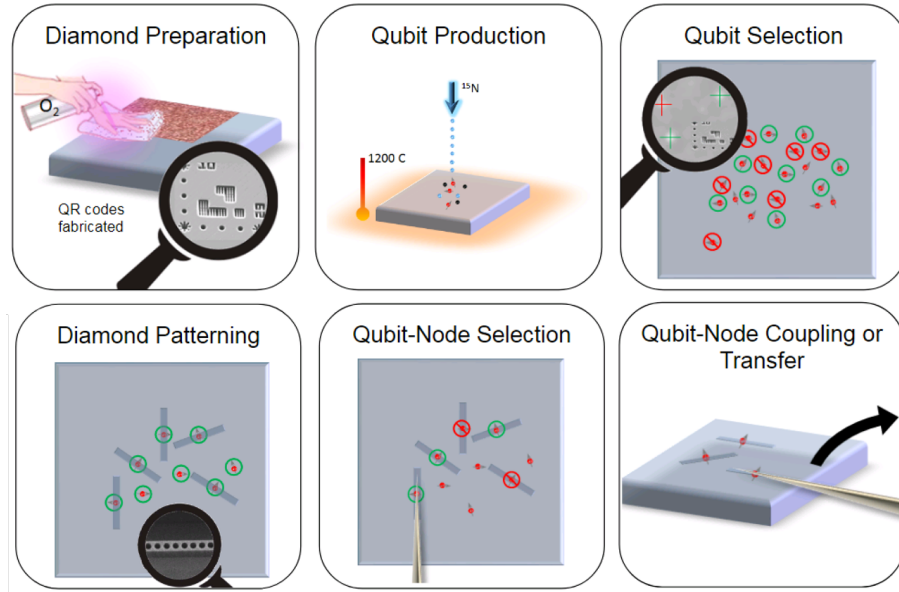 Diamond Preparation
O₂
QR codes
fabricated
Qubit Production
¹⁵N
1200 C
Qubit Selection
Diamond Patterning
Qubit-Node Selection
Qubit-Node Coupling or
Transfer